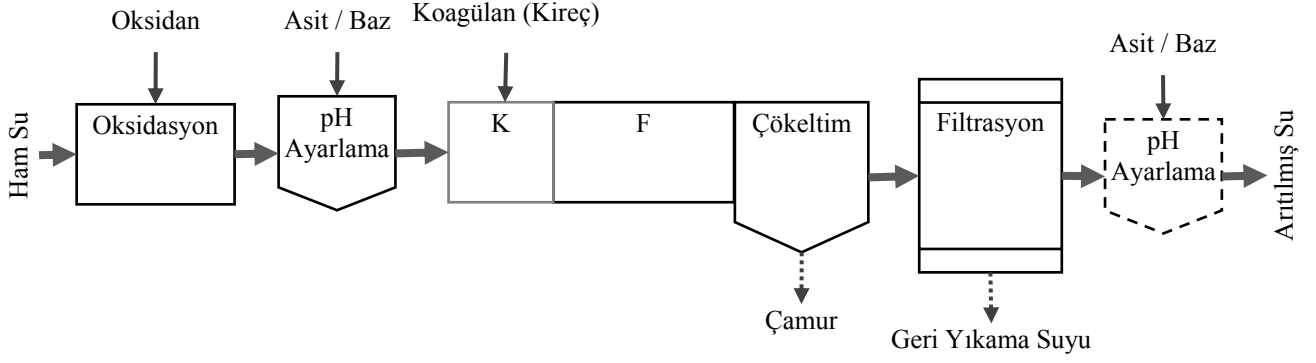 Oksidan
Asit / Baz
Koagülan (Kireç)
Asit / Baz
Ham Su
Oksidasyon
pH
Ayarlama
K
F
Çökeltim
Filtrasyon
pH
Ayarlama
Arıtılmış Su
Çamur
Geri Yıkama Suyu